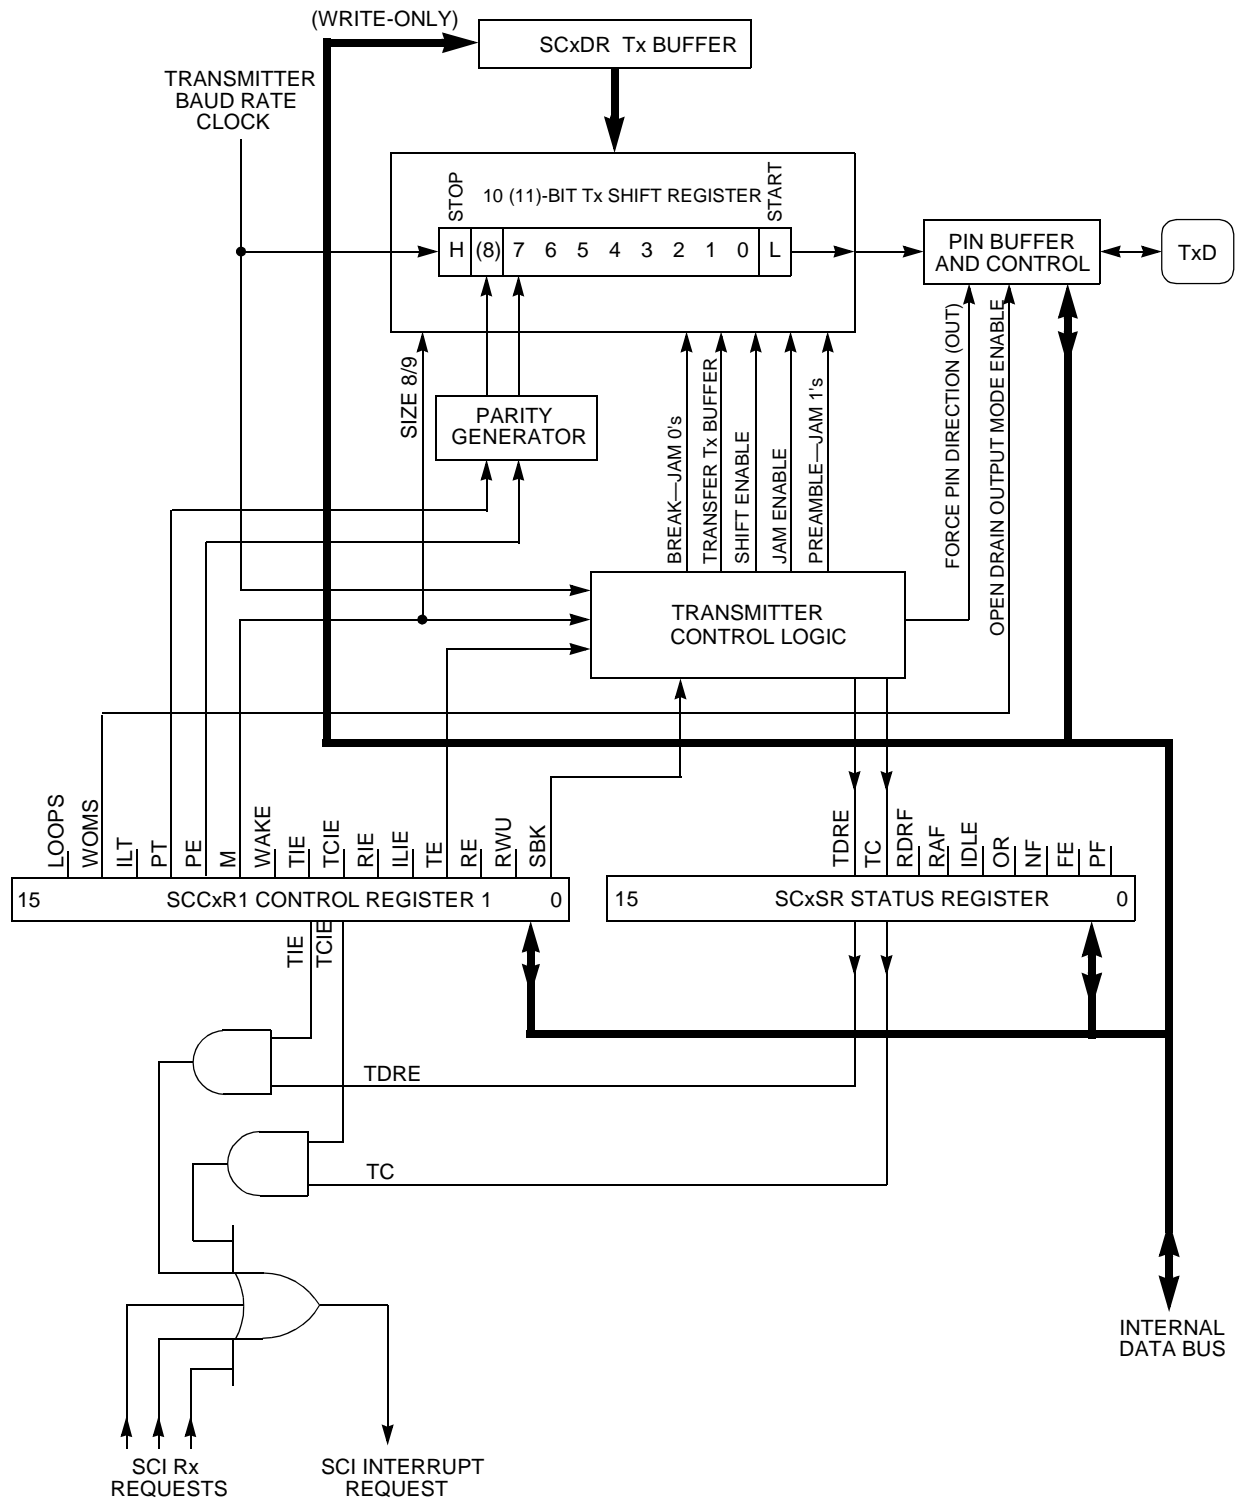 (WRITE-ONLY)
SCxDR Tx BUFFER
TRANSMITTER
BAUD RATE
CLOCK
STOP
10 (11)-BIT Tx SHIFT REGISTER
START
H (8) 7 6 5 4 3 2 1 0 L
PIN BUFFER
AND CONTROL
TxD
SIZE 8/9
PARITY
GENERATOR
BREAK—JAM 0's
TRANSFER Tx BUFFER
SHIFT ENABLE
JAM ENABLE
PREAMBLE—JAM 1's
FORCE PIN DIRECTION (OUT)
OPEN DRAIN OUTPUT MODE ENABLE
TRANSMITTER
CONTROL LOGIC
LOOPS
WOMS
ILT
PT
PE
M
WAKE
TIE
TCIE
RIE
ILIE
TE
RE
RWU
SBK
TDRE
TC
RDRF
RAF
IDLE
OR
NF
FE
PF
15 SCCxR1 CONTROL REGISTER 1 0
15 SCxSR STATUS REGISTER 0
TIE
TCIE
TDRE
TC
INTERNAL
DATA BUS
SCI Rx
REQUESTS
SCI INTERRUPT
REQUEST